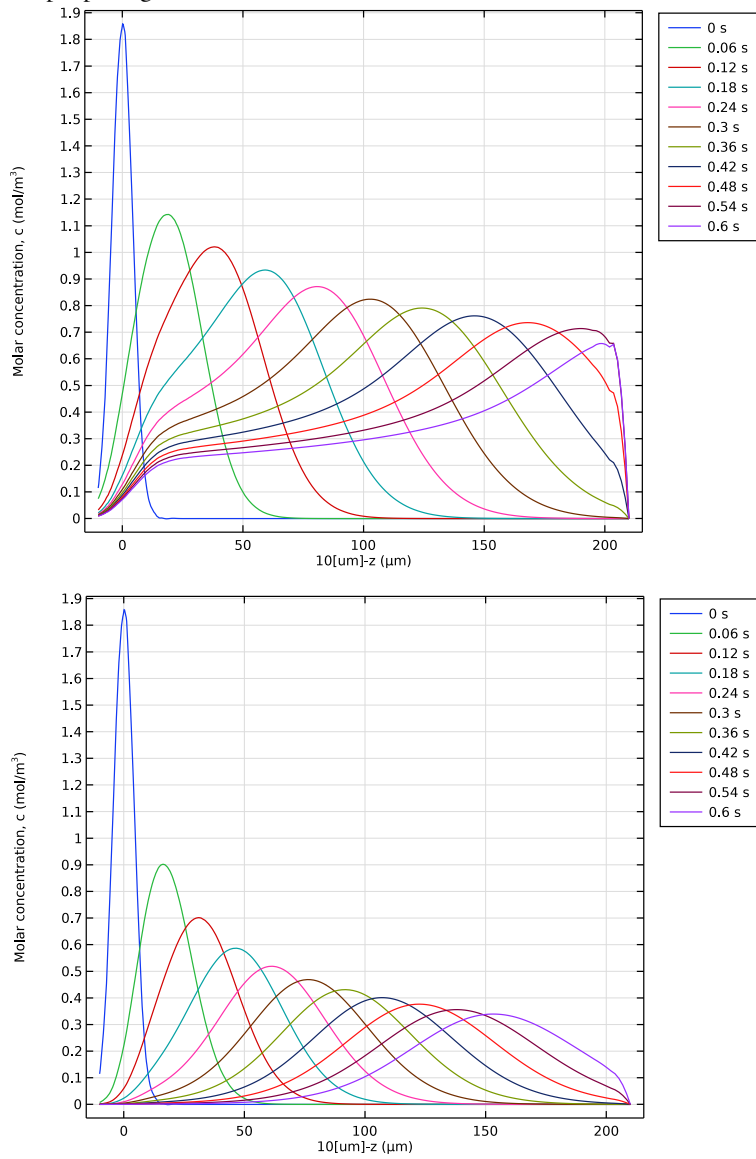 1.9
1.8
1.7
1.6
1.5
1.4
1.3
1.2
1.1
1
0.9
0.8
0.7
0.6
0.5
0.4
0.3
0.2
0.1
0
Molar concentration, c (mol/m³)
0
50
100
150
200
10[um]-z (µm)
0 s
0.06 s
0.12 s
0.18 s
0.24 s
0.3 s
0.36 s
0.42 s
0.48 s
0.54 s
0.6 s
1.9
1.8
1.7
1.6
1.5
1.4
1.3
1.2
1.1
1
0.9
0.8
0.7
0.6
0.5
0.4
0.3
0.2
0.1
0
Molar concentration, c (mol/m³)
0
50
100
150
200
10[um]-z (µm)
0 s
0.06 s
0.12 s
0.18 s
0.24 s
0.3 s
0.36 s
0.42 s
0.48 s
0.54 s
0.6 s